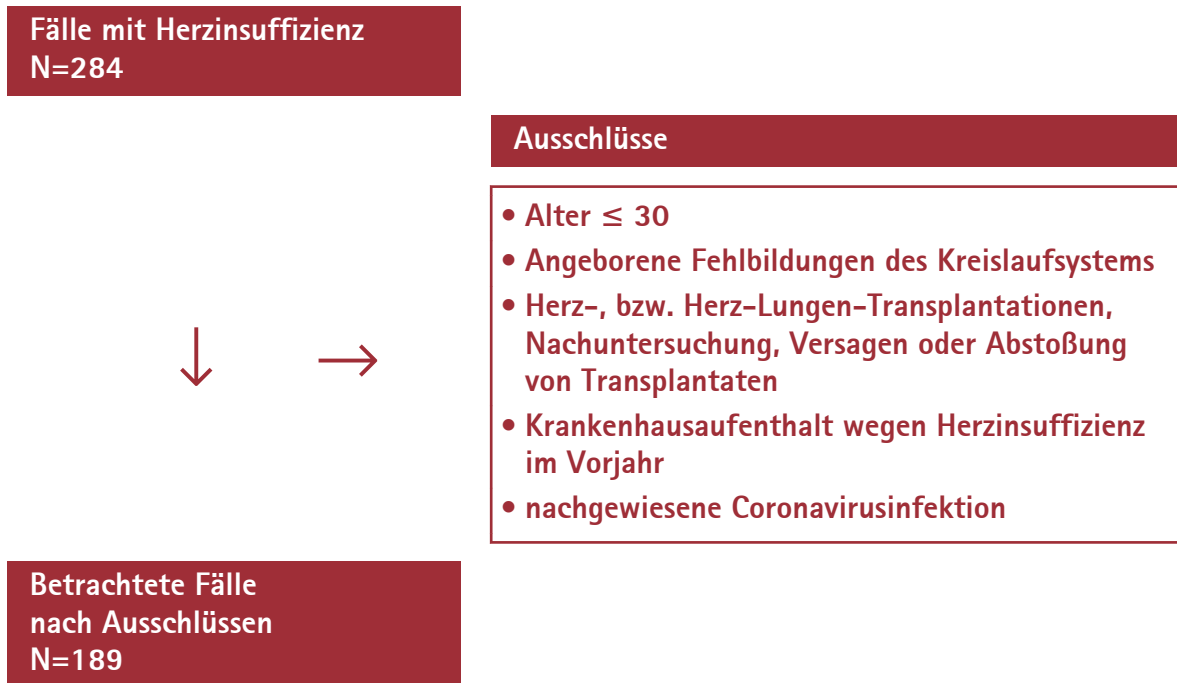 Fälle mit Herzinsuffizienz
N=284
Ausschlüsse
• Alter ≤ 30
• Angeborene Fehlbildungen des Kreislaufsystems
• Herz-, bzw. Herz-Lungen-Transplantationen,
Nachuntersuchung, Versagen oder Abstoßung
von Transplantaten
• Krankenhausaufenthalt wegen Herzinsuffizienz
im Vorjahr
• nachgewiesene Coronavirusinfektion
Betrachtete Fälle
nach Ausschlüssen
N=189